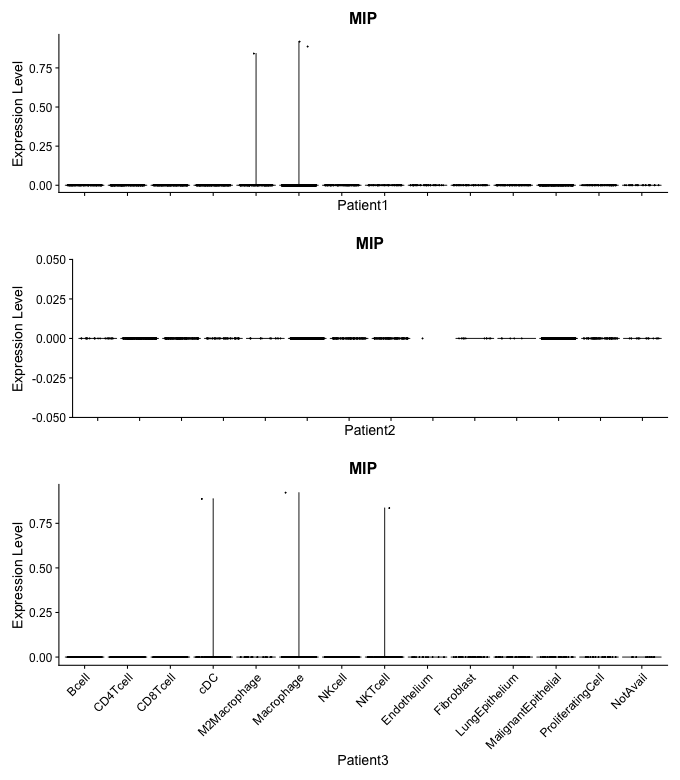 MIP
Expression Level
0.75
0.50
0.25
0.00
Patient1
MIP
Expression Level
0.050
0.025
0.000
-0.025
-0.050
Patient2
MIP
Expression Level
0.75
0.50
0.25
0.00
Bcell
CD4Tcell
CD8Tcell
cDC
M2Macrophage
Macrophage
NKcell
NKTcell
Endothelium
Fibroblast
LungEpithelium
MalignantEpithelial
ProliferatingCell
NotAvail
Patient3